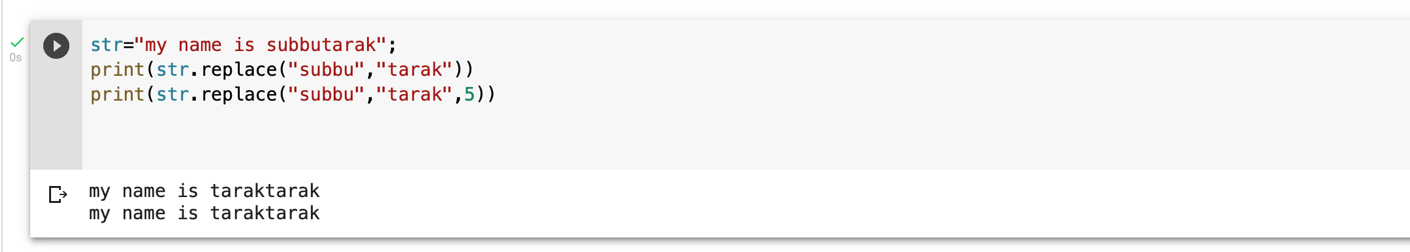 str="my name is subbutarak";
0s
print(str.replace("subbu","tarak"))
print(str.replace("subbu","tarak",5))
my name is taraktarak
my name is taraktarak